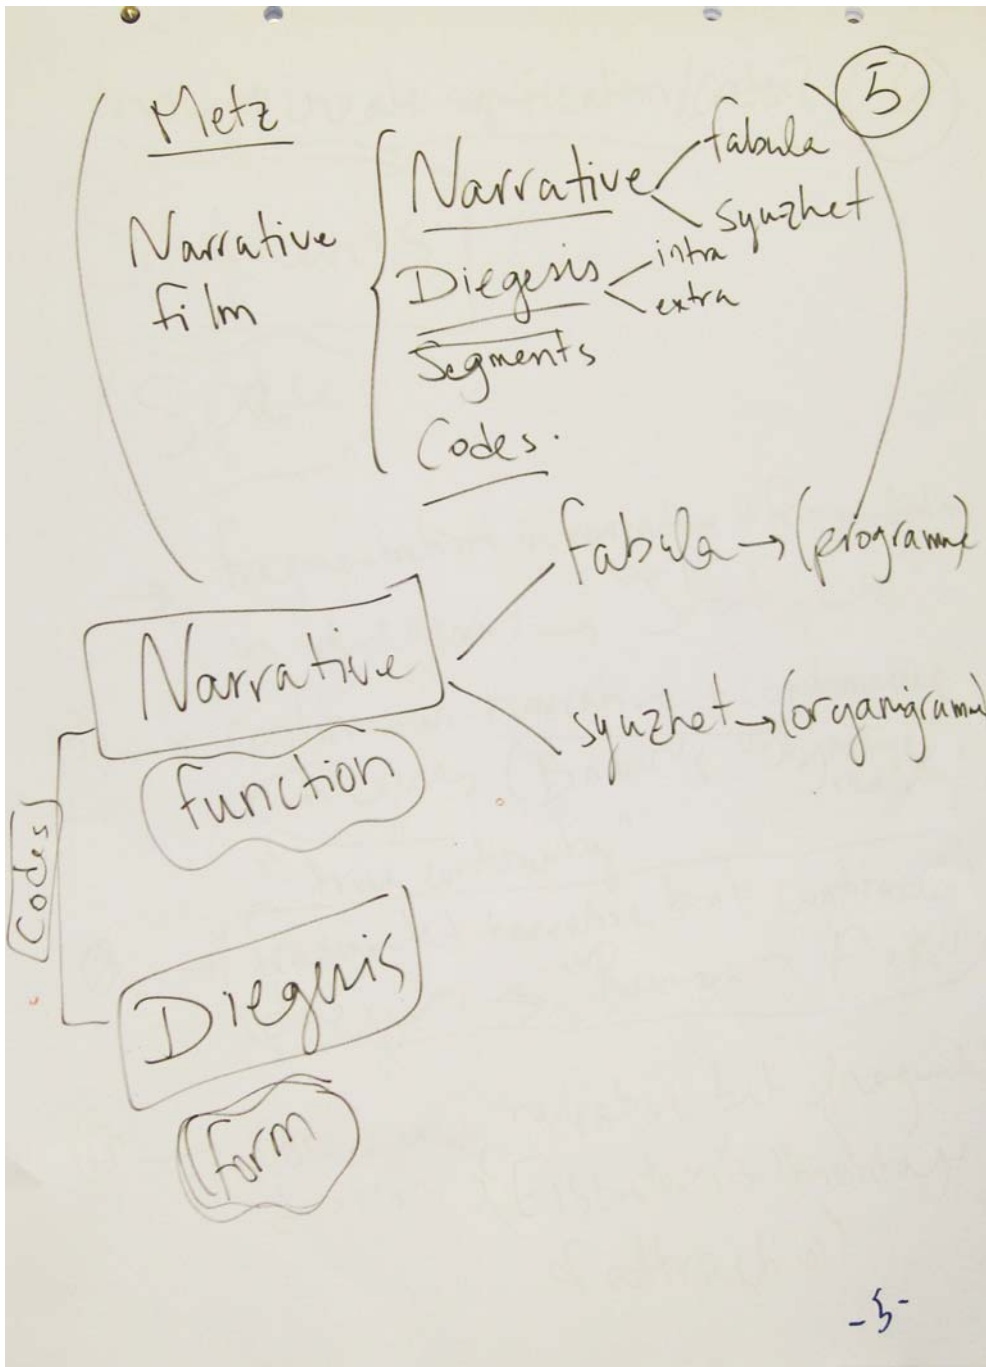 5
Metz
Narrative
film
Narrative
fabula
syuzhet
Diegesis
intra
extra
Segments
Codes.
fabula → (programme)
Narrative
syuzhet → (organigramme)
function
Codes
Diegesis
form
-5-